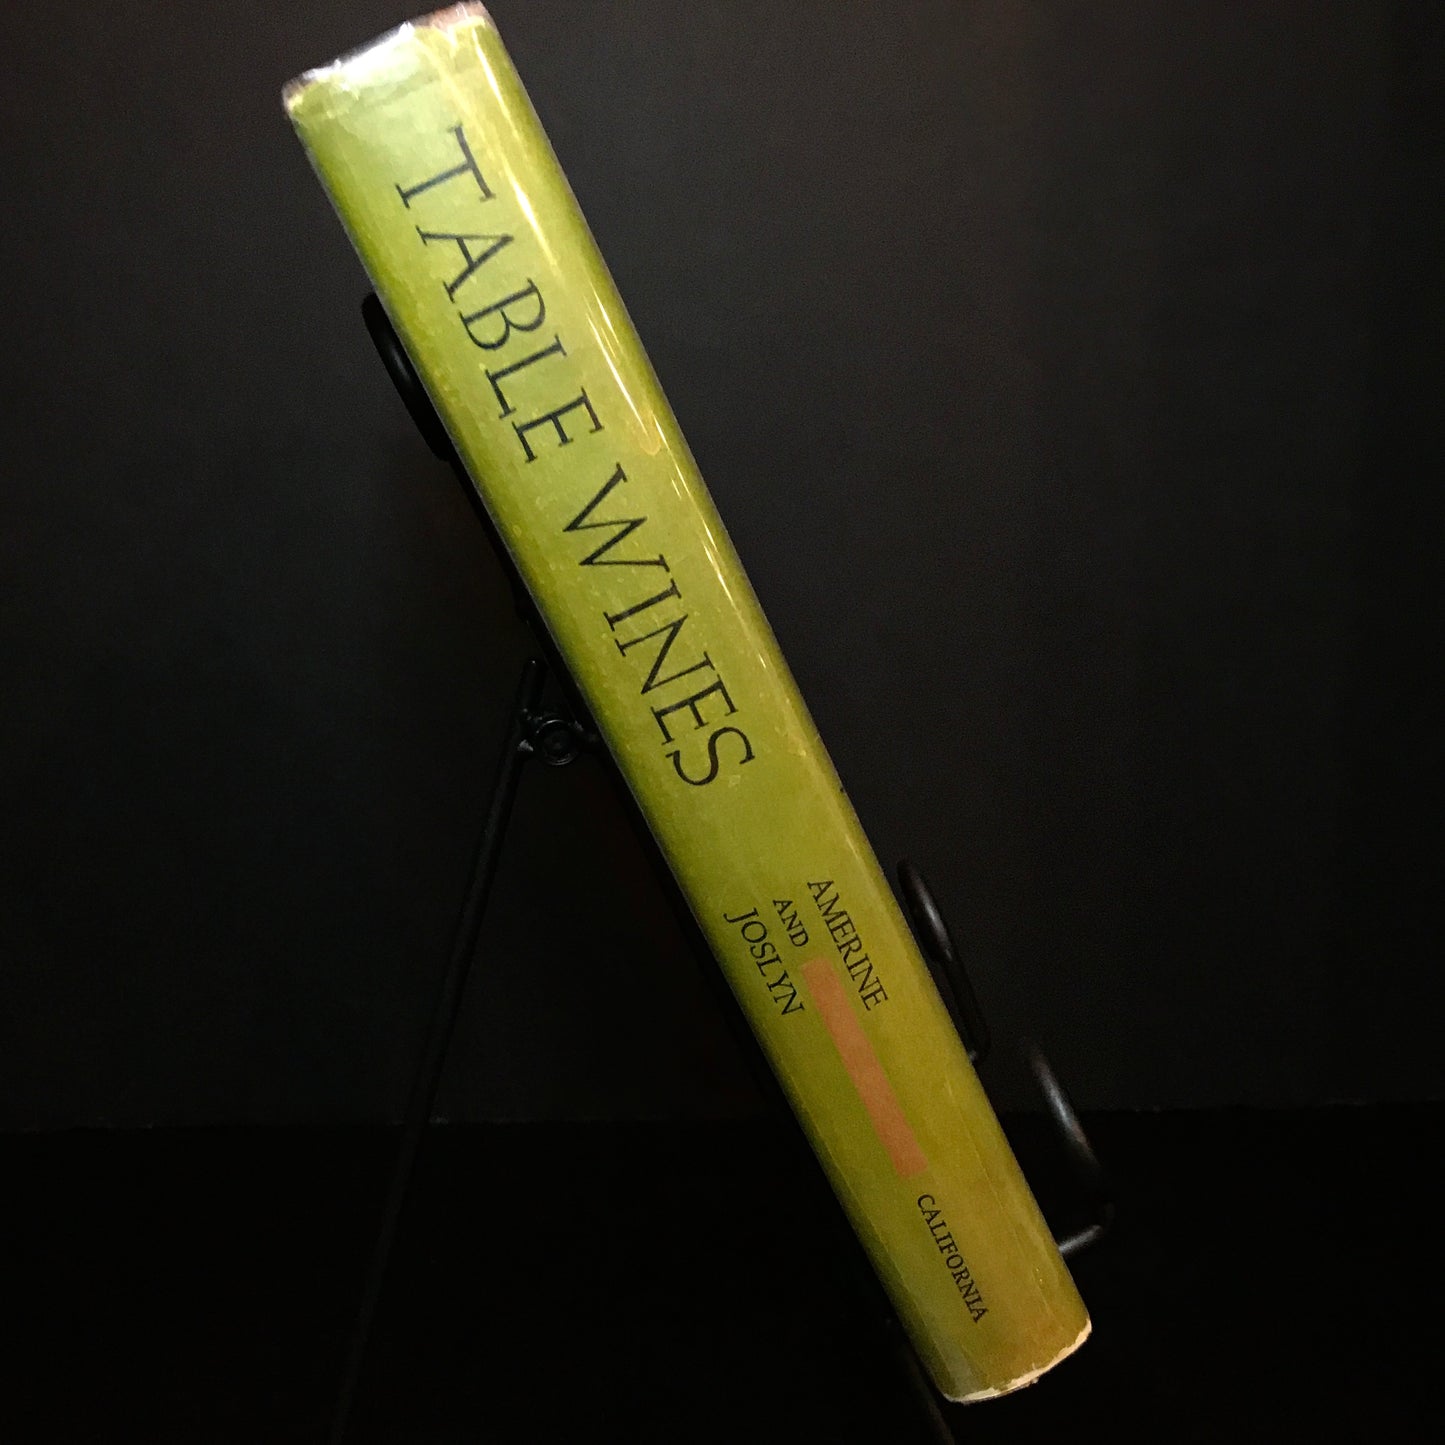 TABLE WINES
AMERINE
AND
JOSLYN
CALIFORNIA